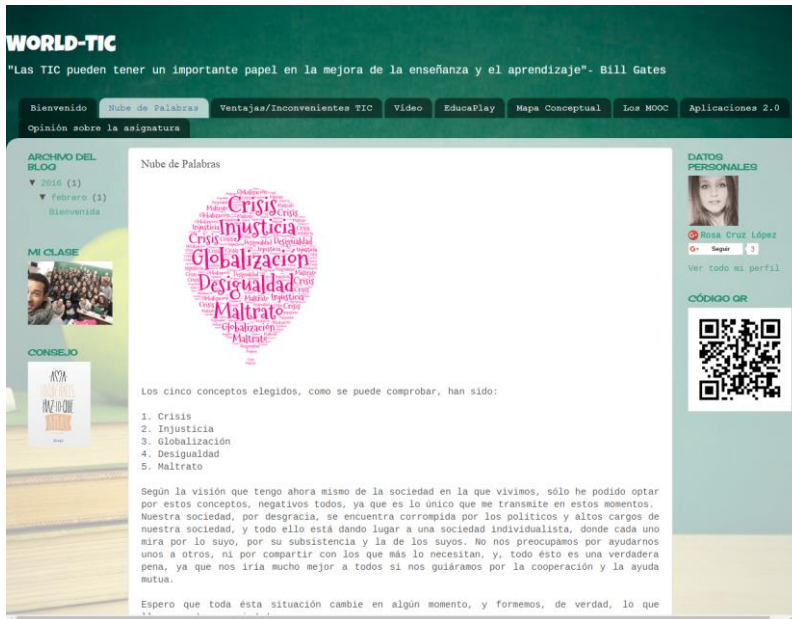 WORLD-TIC
"Las TIC pueden tener un importante papel en la mejora de la enseñanza y el aprendizaje"- Bill Gates
Bienvenido
Nube de Palabras
Ventajas/Inconvenientes TIC
Vídeo
EducaPlay
Mapa Conceptual
Los MOOC
Aplicaciones 2.0
Opinión sobre la asignatura
ARCHIVO DEL
BLOG
▼ 2016 (1)
▼ febrero (1)
Bienvenida
MI CLASE
CONSEJO
AMA
HAZ LO QUE
Nube de Palabras
Crisis
Injusticia
Crisis
Globalización
Desigualdad
Maltrato
Globalización
Maltrato
Los cinco conceptos elegidos, como se puede comprobar, han sido:
1. Crisis
2. Injusticia
3. Globalización
4. Desigualdad
5. Maltrato
Según la visión que tengo ahora mismo de la sociedad en la que vivimos, sólo he podido optar
por estos conceptos, negativos todos, ya que es lo único que me transmite en estos momentos.
Nuestra sociedad, por desgracia, se encuentra corrompida por los políticos y altos cargos de
nuestra sociedad, y todo ello está dando lugar a una sociedad individualista, donde cada uno
mira por lo suyo, por su subsistencia y la de los suyos. No nos preocupamos por ayudarnos
unos a otros, ni por compartir con los que más lo necesitan, y, todo ésto es una verdadera
pena, ya que nos iría mucho mejor a todos si nos guiáramos por la cooperación y la ayuda
mutua.
Espero que toda ésta situación cambie en algún momento, y formemos, de verdad, lo que
DATOS
PERSONALES
Rosa Cruz López
G+ Seguir 3
Ver todo mi perfil
CÓDIGO QR